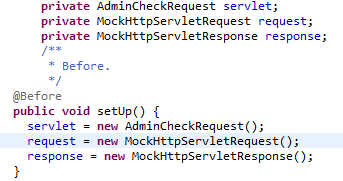 private AdminCheckRequest servlet;
private MockHttpServletRequest request;
private MockHttpServletResponse response;
/**
* Before.
*/
@Before
public void setUp() {
servlet = new AdminCheckRequest();
request = new MockHttpServletRequest();
response = new MockHttpServletResponse();
}